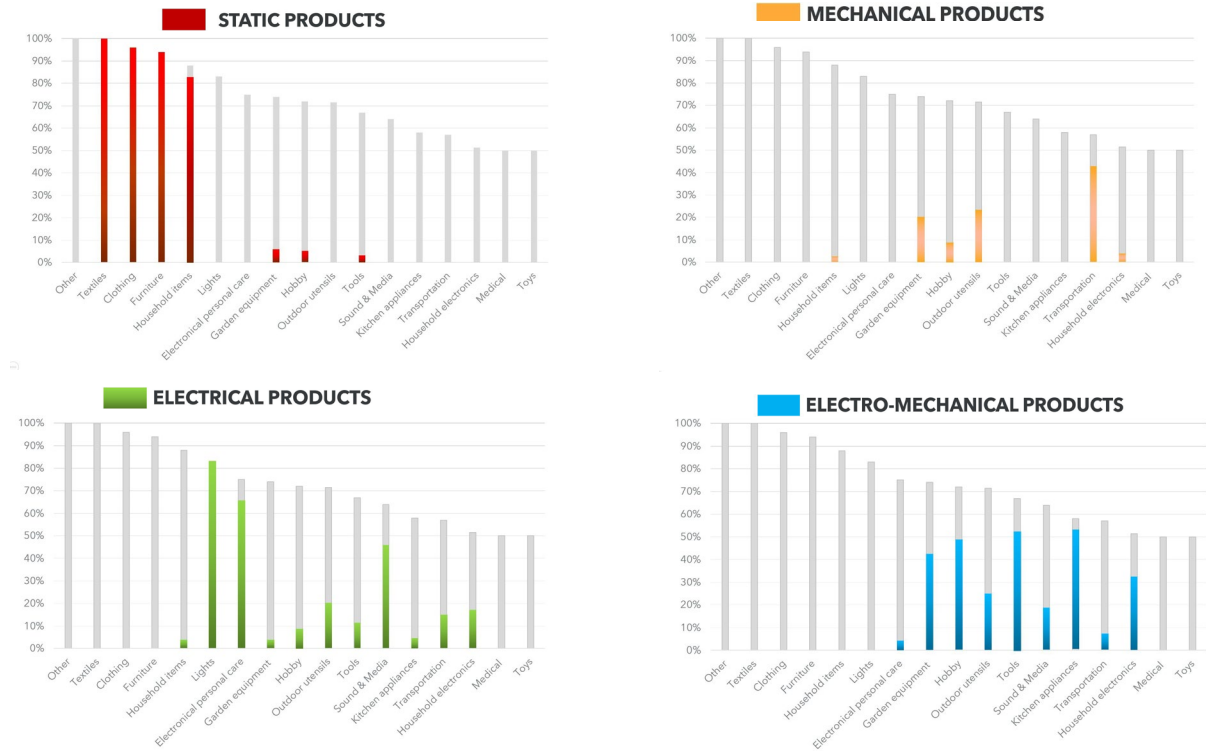 STATIC PRODUCTS
100%
90%
80%
70%
60%
50%
40%
30%
20%
10%
0%
Other
Textiles
Clothing
Furniture
Household items
Lights
Electronical personal care
Garden equipment
Hobby
Outdoor utensils
Tools
Sound & Media
Kitchen appliances
Transportation
Household electronics
Medical
Toys
MECHANICAL PRODUCTS
100%
90%
80%
70%
60%
50%
40%
30%
20%
10%
0%
Other
Textiles
Clothing
Furniture
Household items
Lights
Electronical personal care
Garden equipment
Hobby
Outdoor utensils
Tools
Sound & Media
Kitchen appliances
Transportation
Household electronics
Medical
Toys
ELECTRICAL PRODUCTS
100%
90%
80%
70%
60%
50%
40%
30%
20%
10%
0%
Other
Textiles
Clothing
Furniture
Household items
Lights
Electronical personal care
Garden equipment
Hobby
Outdoor utensils
Tools
Sound & Media
Kitchen appliances
Transportation
Household electronics
Medical
Toys
ELECTRO-MECHANICAL PRODUCTS
100%
90%
80%
70%
60%
50%
40%
30%
20%
10%
0%
Other
Textiles
Clothing
Furniture
Household items
Lights
Electronical personal care
Garden equipment
Hobby
Outdoor utensils
Tools
Sound & Media
Kitchen appliances
Transportation
Household electronics
Medical
Toys